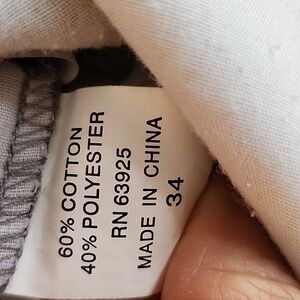 60% COTTON
40% POLYESTER
RN 63925
MADE IN CHINA
34